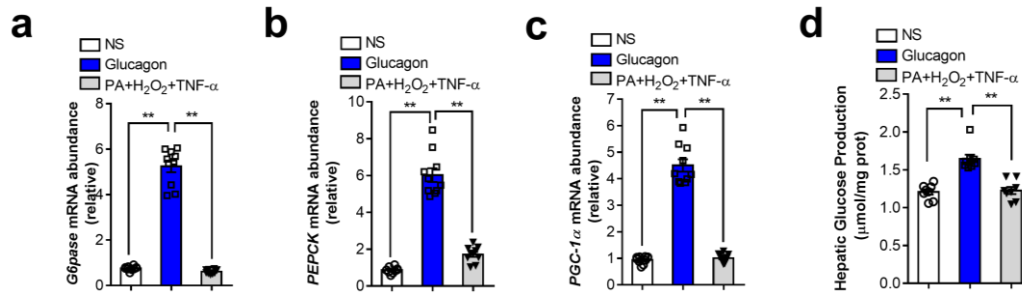 a
NS
Glucagon
PA+H₂O₂+TNF-α
G6pase mRNA abundance
(relative)
8
6
4
2
0
**
**
b
NS
Glucagon
PA+H₂O₂+TNF-α
PEPCK mRNA abundance
(relative)
10
8
6
4
2
0
**
**
c
NS
Glucagon
PA+H₂O₂+TNF-α
PGC-1α mRNA abundance
(relative)
7
6
5
4
3
2
1
0
**
**
d
NS
Glucagon
PA+H₂O₂+TNF-α
Hepatic Glucose Production
(μmol/mg prot)
2.5
2.0
1.5
1.0
0.5
0.0
**
**